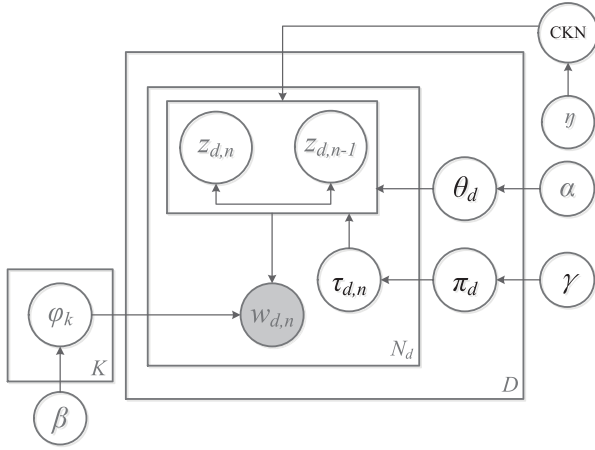 CKN
z_{d,n}
z_{d,n-1}
η
θ_d
α
τ_{d,n}
π_d
γ
φ_k
w_{d,n}
N_d
K
D
β